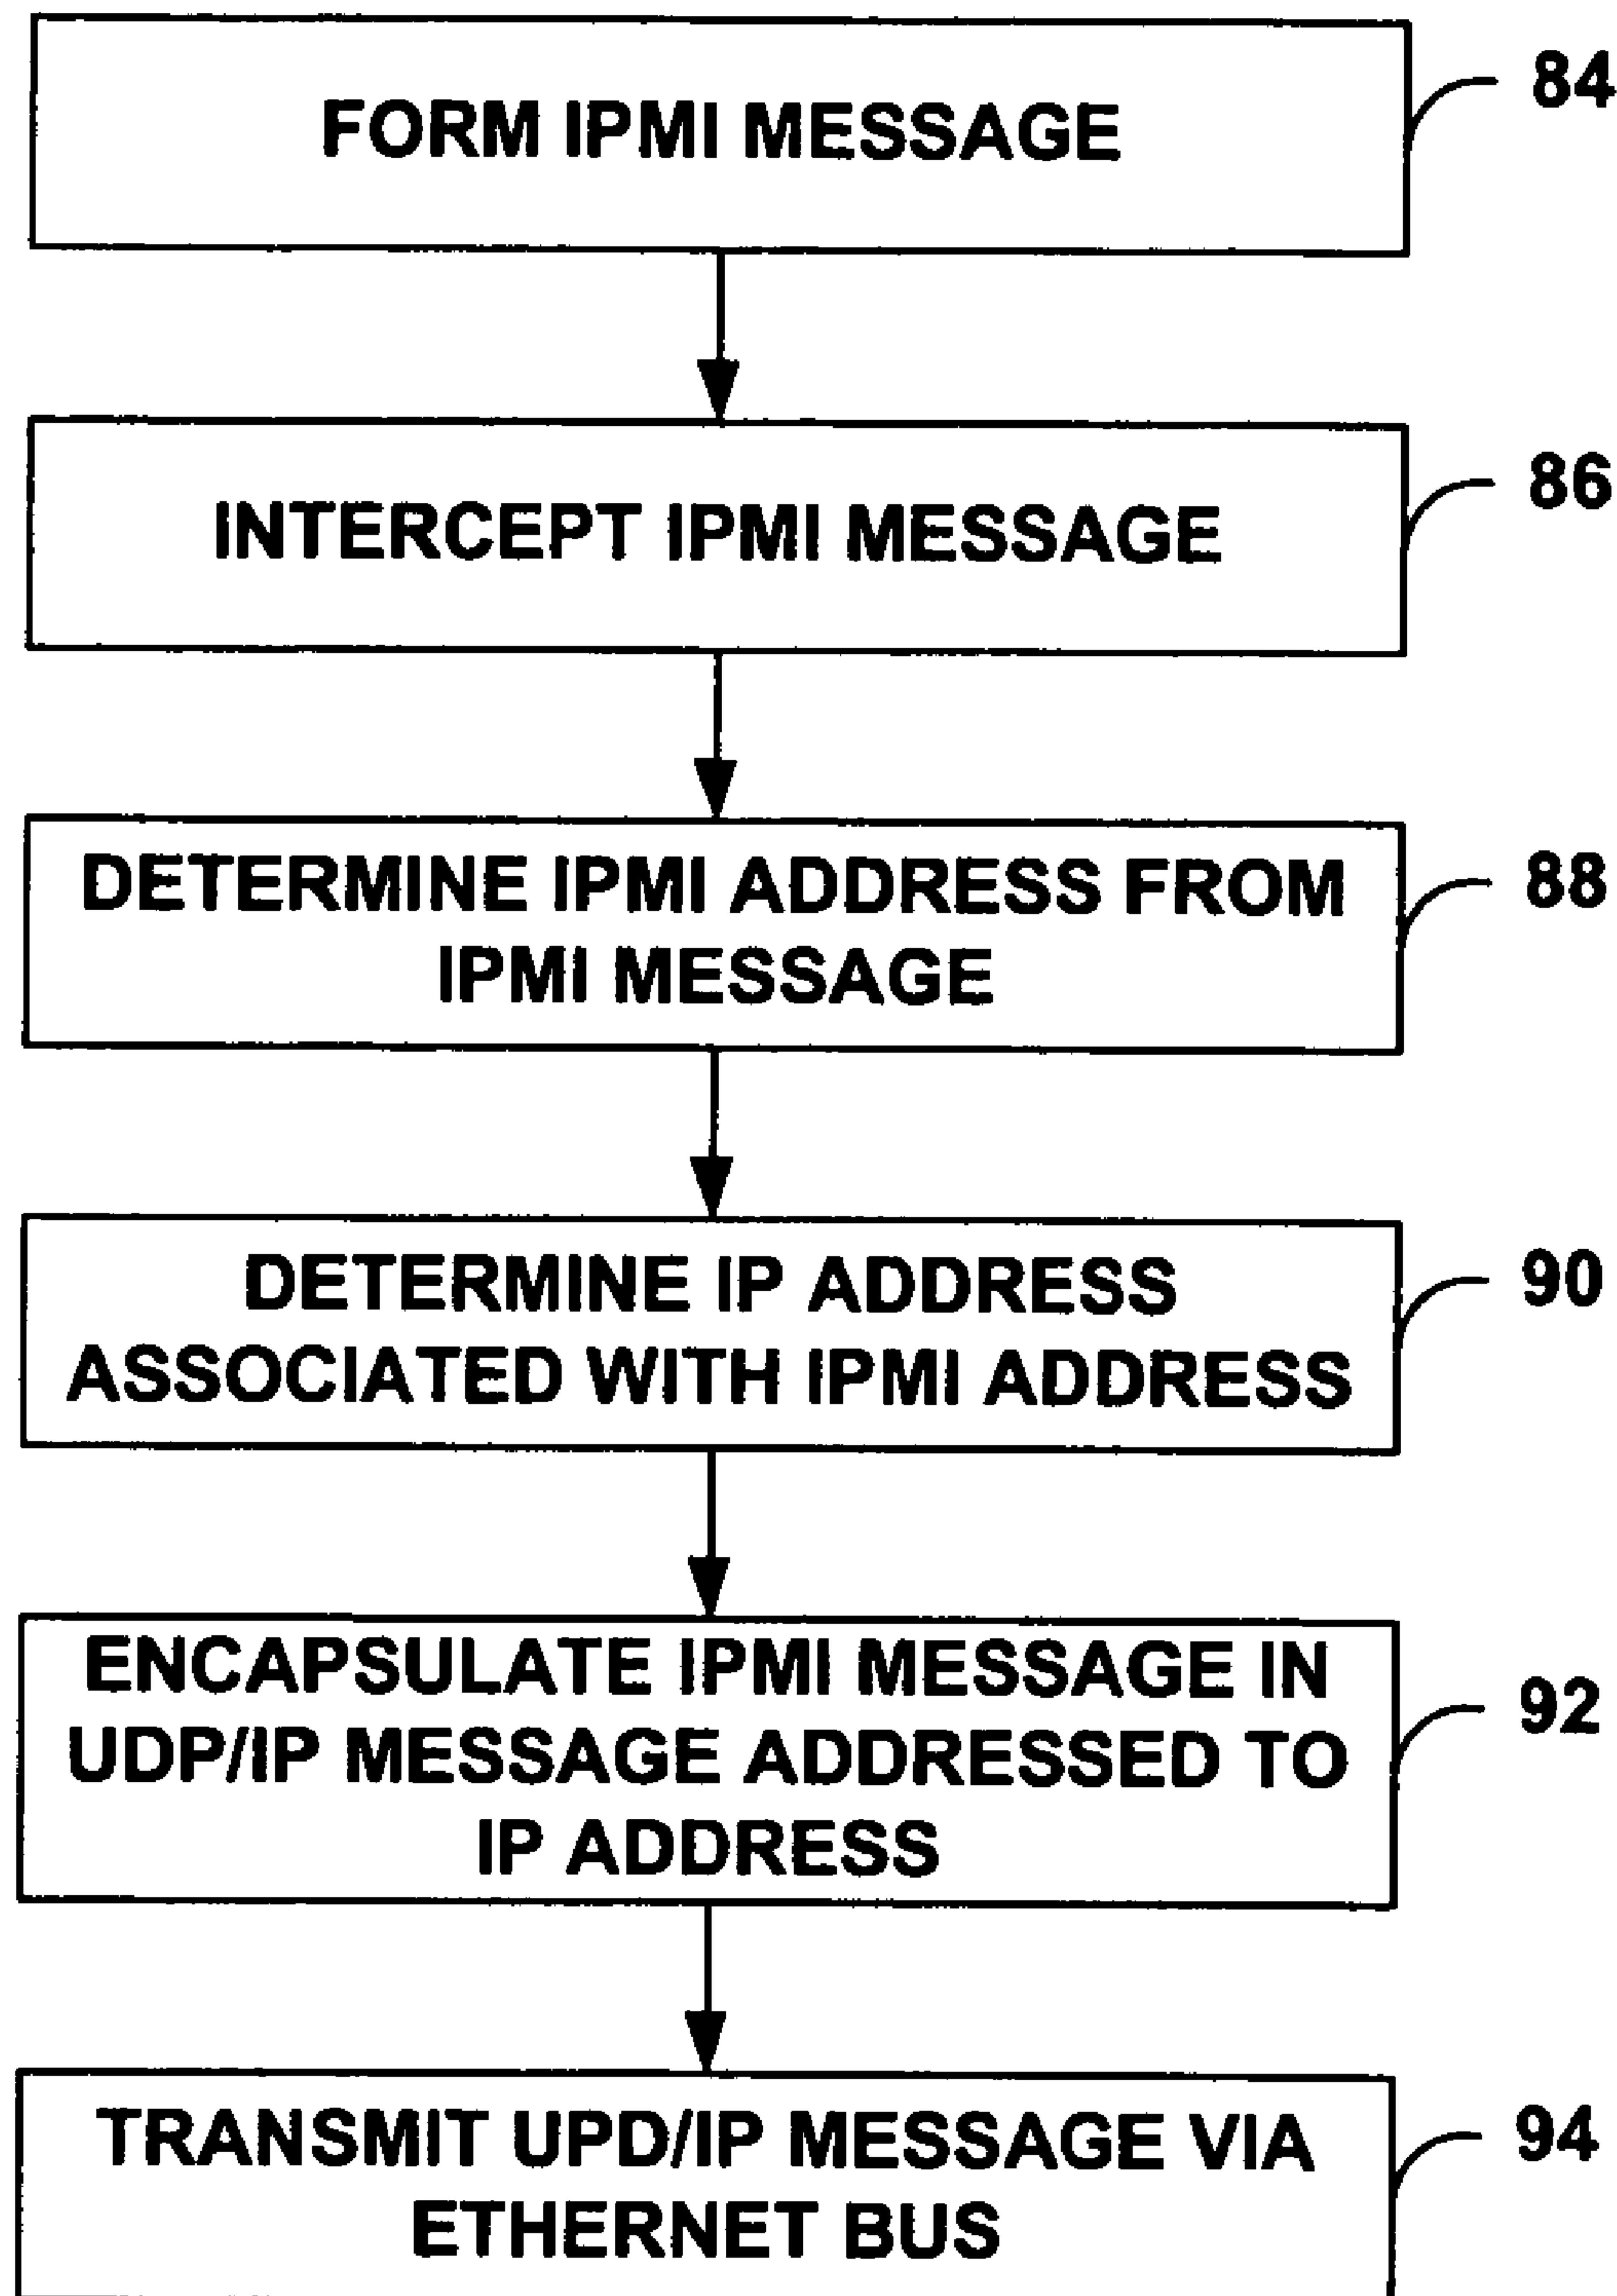 FORM IPMI MESSAGE
84
INTERCEPT IPMI MESSAGE
86
DETERMINE IPMI ADDRESS FROM
IPMI MESSAGE
88
DETERMINE IP ADDRESS
ASSOCIATED WITH IPMI ADDRESS
90
ENCAPSULATE IPMI MESSAGE IN
UDP/IP MESSAGE ADDRESSED TO
IP ADDRESS
92
TRANSMIT UPD/IP MESSAGE VIA
ETHERNET BUS
94